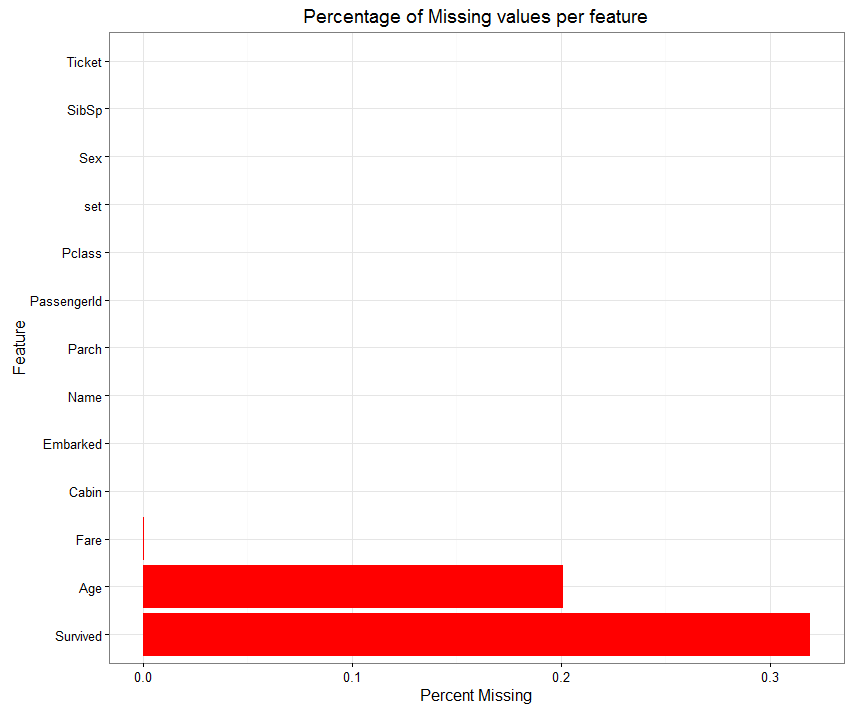 Percentage of Missing values per feature
Ticket
SibSp
Sex
set
Pclass
PassengerId
Parch
Name
Embarked
Cabin
Fare
Age
Survived
Feature
0.0 0.1 0.2 0.3
Percent Missing